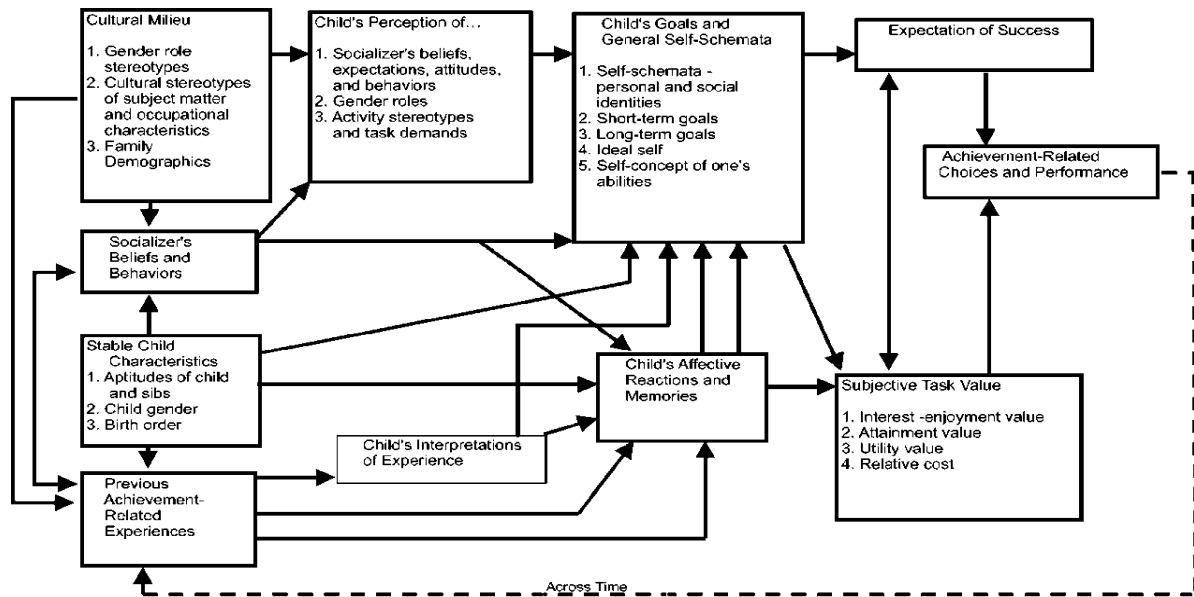 Cultural Milieu
1. Gender role
stereotypes
2. Cultural stereotypes
of subject matter
and occupational
characteristics
3. Family
Demographics
Child's Perception of...
1. Socializer's beliefs,
expectations, attitudes,
and behaviors
2. Gender roles
3. Activity stereotypes
and task demands
Child's Goals and
General Self-Schemata
1. Self-schemata -
personal and social
identities
2. Short-term goals
3. Long-term goals
4. Ideal self
5. Self-concept of one's
abilities
Expectation of Success
Achievement-Related
Choices and Performance
Socializer's
Beliefs and
Behaviors
Stable Child
Characteristics
1. Aptitudes of child
and sibs
2. Child gender
3. Birth order
Child's Affective
Reactions and
Memories
Subjective Task Value
1. Interest -enjoyment value
2. Attainment value
3. Utility value
4. Relative cost
Child's Interpretations
of Experience
Previous
Achievement-
Related
Experiences
Across Time